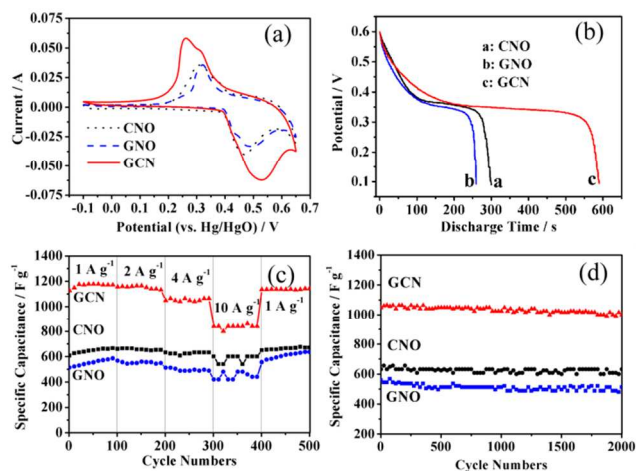 (a)
Current / A
0.075
0.050
0.025
0.000
-0.025
-0.050
-0.075
CNO
GNO
GCN
-0.1 0.0 0.1 0.2 0.3 0.4 0.5 0.6 0.7
Potential (vs. Hg/HgO) / V
(b)
Potential / V
0.6
0.5
0.4
0.3
0.2
0.1
a: CNO
b: GNO
c: GCN
b a c
0 100 200 300 400 500 600
Discharge Time / s
(c)
Specific Capacitance / F g-1
1400
1200
1000
800
600
400
200
0
1 A g-1 2 A g-1 4 A g-1 10 A g-1 1 A g-1
GCN
CNO
GNO
0 100 200 300 400 500
Cycle Numbers
(d)
Specific Capacitance / F g-1
1400
1200
1000
800
600
400
200
0
GCN
CNO
GNO
0 500 1000 1500 2000
Cycle Numbers